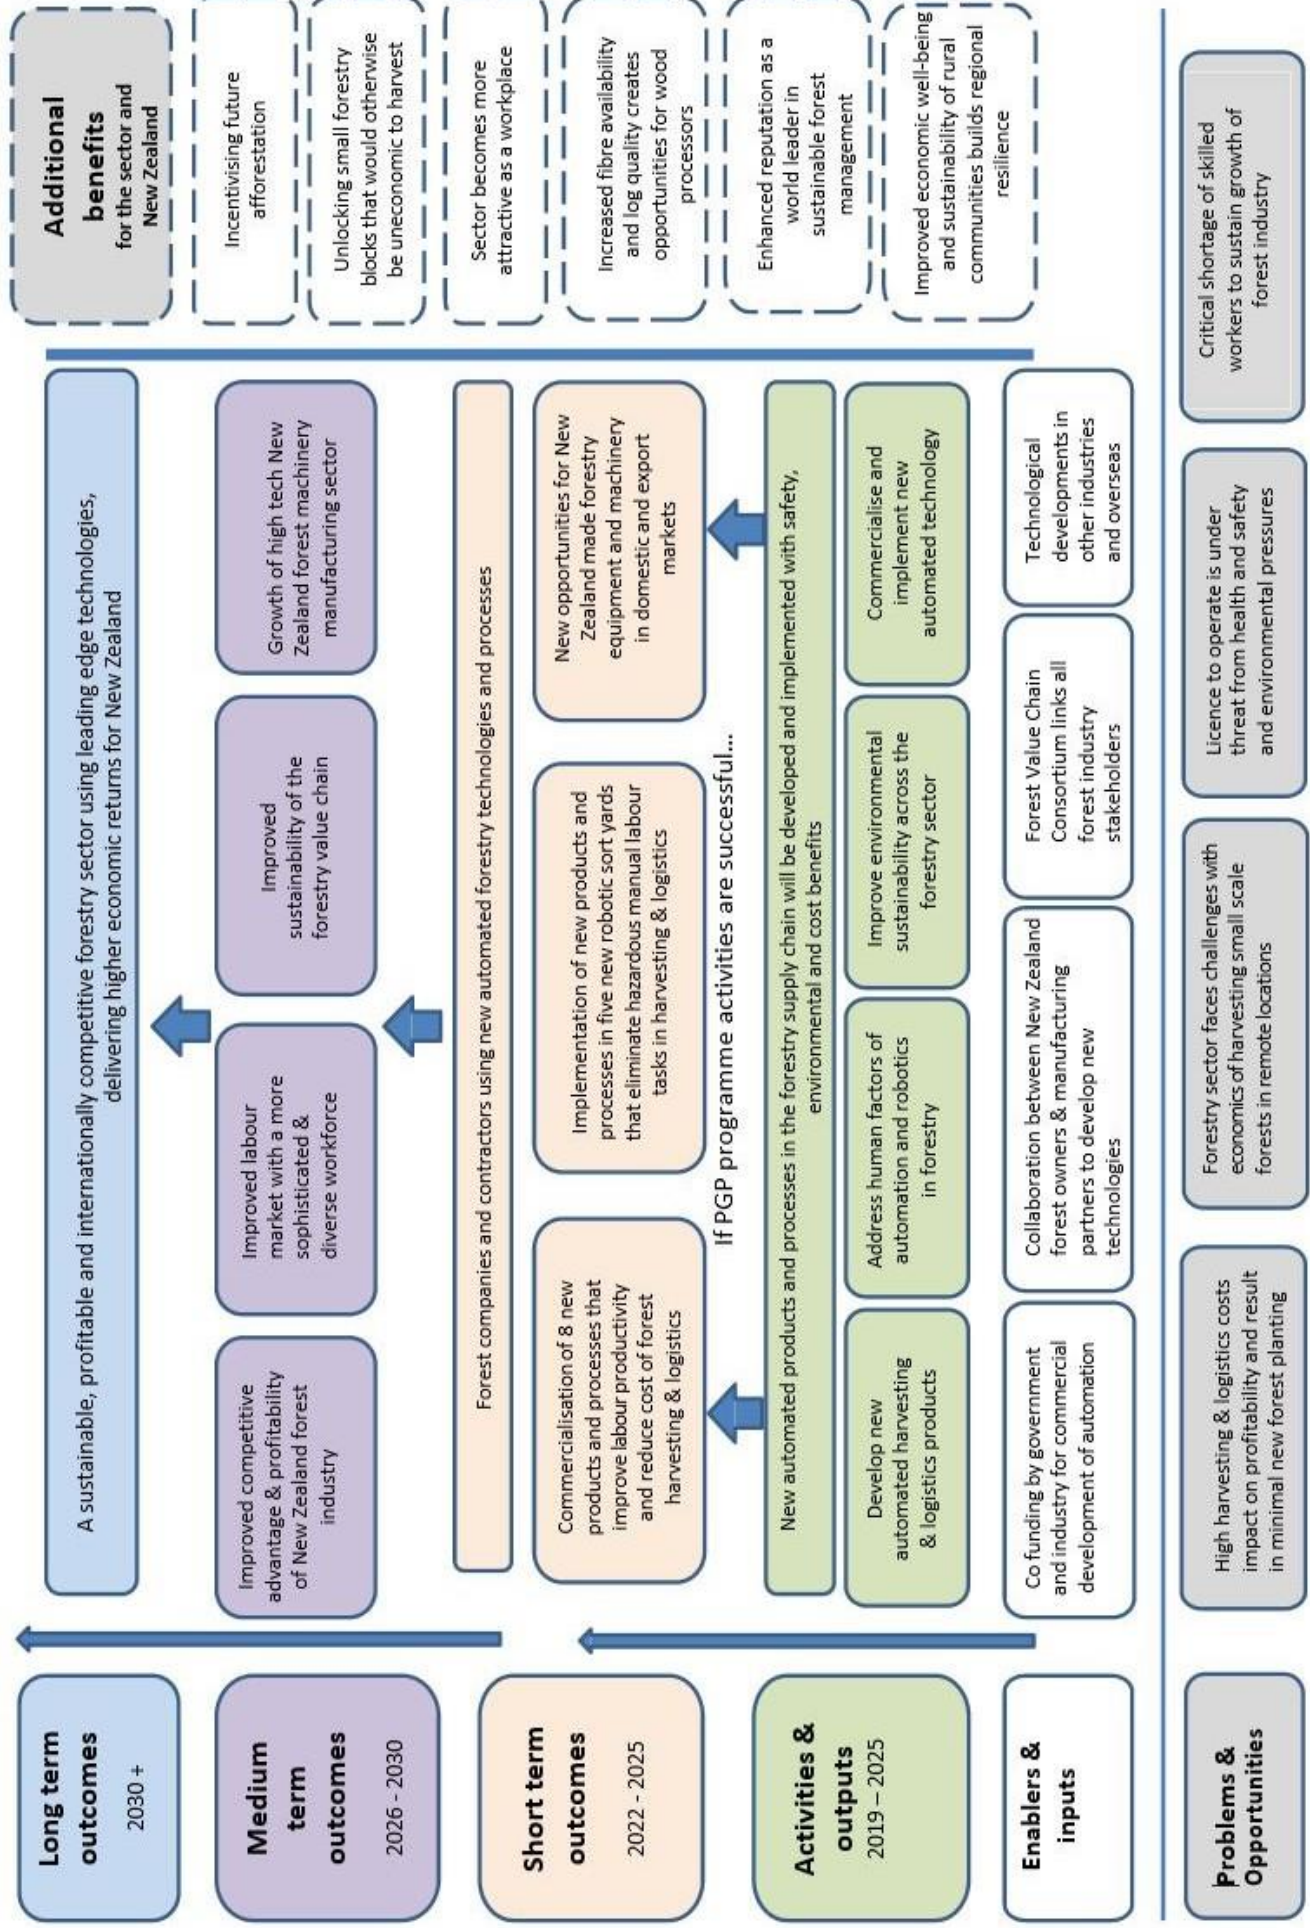 Long term
outcomes
2030 +
A sustainable, profitable and internationally competitive forestry sector using leading edge technologies,
delivering higher economic returns for New Zealand
Additional
benefits
for the sector and
New Zealand
Medium
term
outcomes
2026 - 2030
Improved competitive
advantage & profitability
of New Zealand forest
industry
Improved labour
market with a more
sophisticated &
diverse workforce
Improved
sustainability of the
forestry value chain
Growth of high tech New
Zealand forest machinery
manufacturing sector
Incentivising future
afforestation
Unlocking small forestry
blocks that would otherwise
be uneconomic to harvest
Short term
outcomes
2022 - 2025
Forest companies and contractors using new automated forestry technologies and processes
Commercialisation of 8 new
products and processes that
improve labour productivity
and reduce cost of forest
harvesting & logistics
Implementation of new products and
processes in five new robotic sort yards
that eliminate hazardous manual labour
tasks in harvesting & logistics
New opportunities for New
Zealand made forestry
equipment and machinery
in domestic and export
markets
Sector becomes more
attractive as a workplace
Increased fibre availability
and log quality creates
opportunities for wood
processors
If PGP programme activities are successful...
Activities &
outputs
2019 – 2025
New automated products and processes in the forestry supply chain will be developed and implemented with safety,
environmental and cost benefits
Develop new
automated harvesting
& logistics products
Address human factors of
automation and robotics
in forestry
Improve environmental
sustainability across the
forestry sector
Commercialise and
implement new
automated technology
Enhanced reputation as a
world leader in
sustainable forest
management
Improved economic well-being
and sustainability of rural
communities builds regional
resilience
Enablers &
inputs
Co funding by government
and industry for commercial
development of automation
Collaboration between New Zealand
forest owners & manufacturing
partners to develop new
technologies
Forest Value Chain
Consortium links all
forest industry
stakeholders
Technological
developments in
other industries
and overseas
Problems &
Opportunities
High harvesting & logistics costs
impact on profitability and result
in minimal new forest planting
Forestry sector faces challenges with
economics of harvesting small scale
forests in remote locations
Licence to operate is under
threat from health and safety
and environmental pressures
Critical shortage of skilled
workers to sustain growth of
forest industry